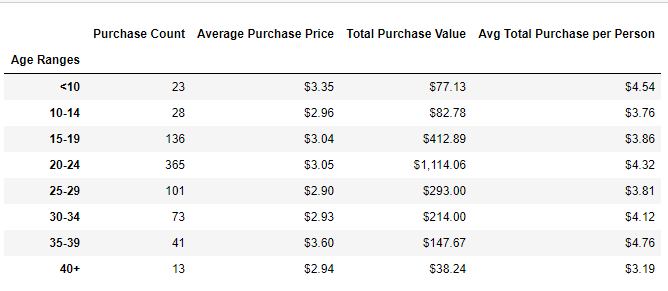 Purchase Count Average Purchase Price Total Purchase Value Avg Total Purchase per Person
Age Ranges
<10 23 $3.35 $77.13 $4.54
10-14 28 $2.96 $82.78 $3.76
15-19 136 $3.04 $412.89 $3.86
20-24 365 $3.05 $1,114.06 $4.32
25-29 101 $2.90 $293.00 $3.81
30-34 73 $2.93 $214.00 $4.12
35-39 41 $3.60 $147.67 $4.76
40+ 13 $2.94 $38.24 $3.19